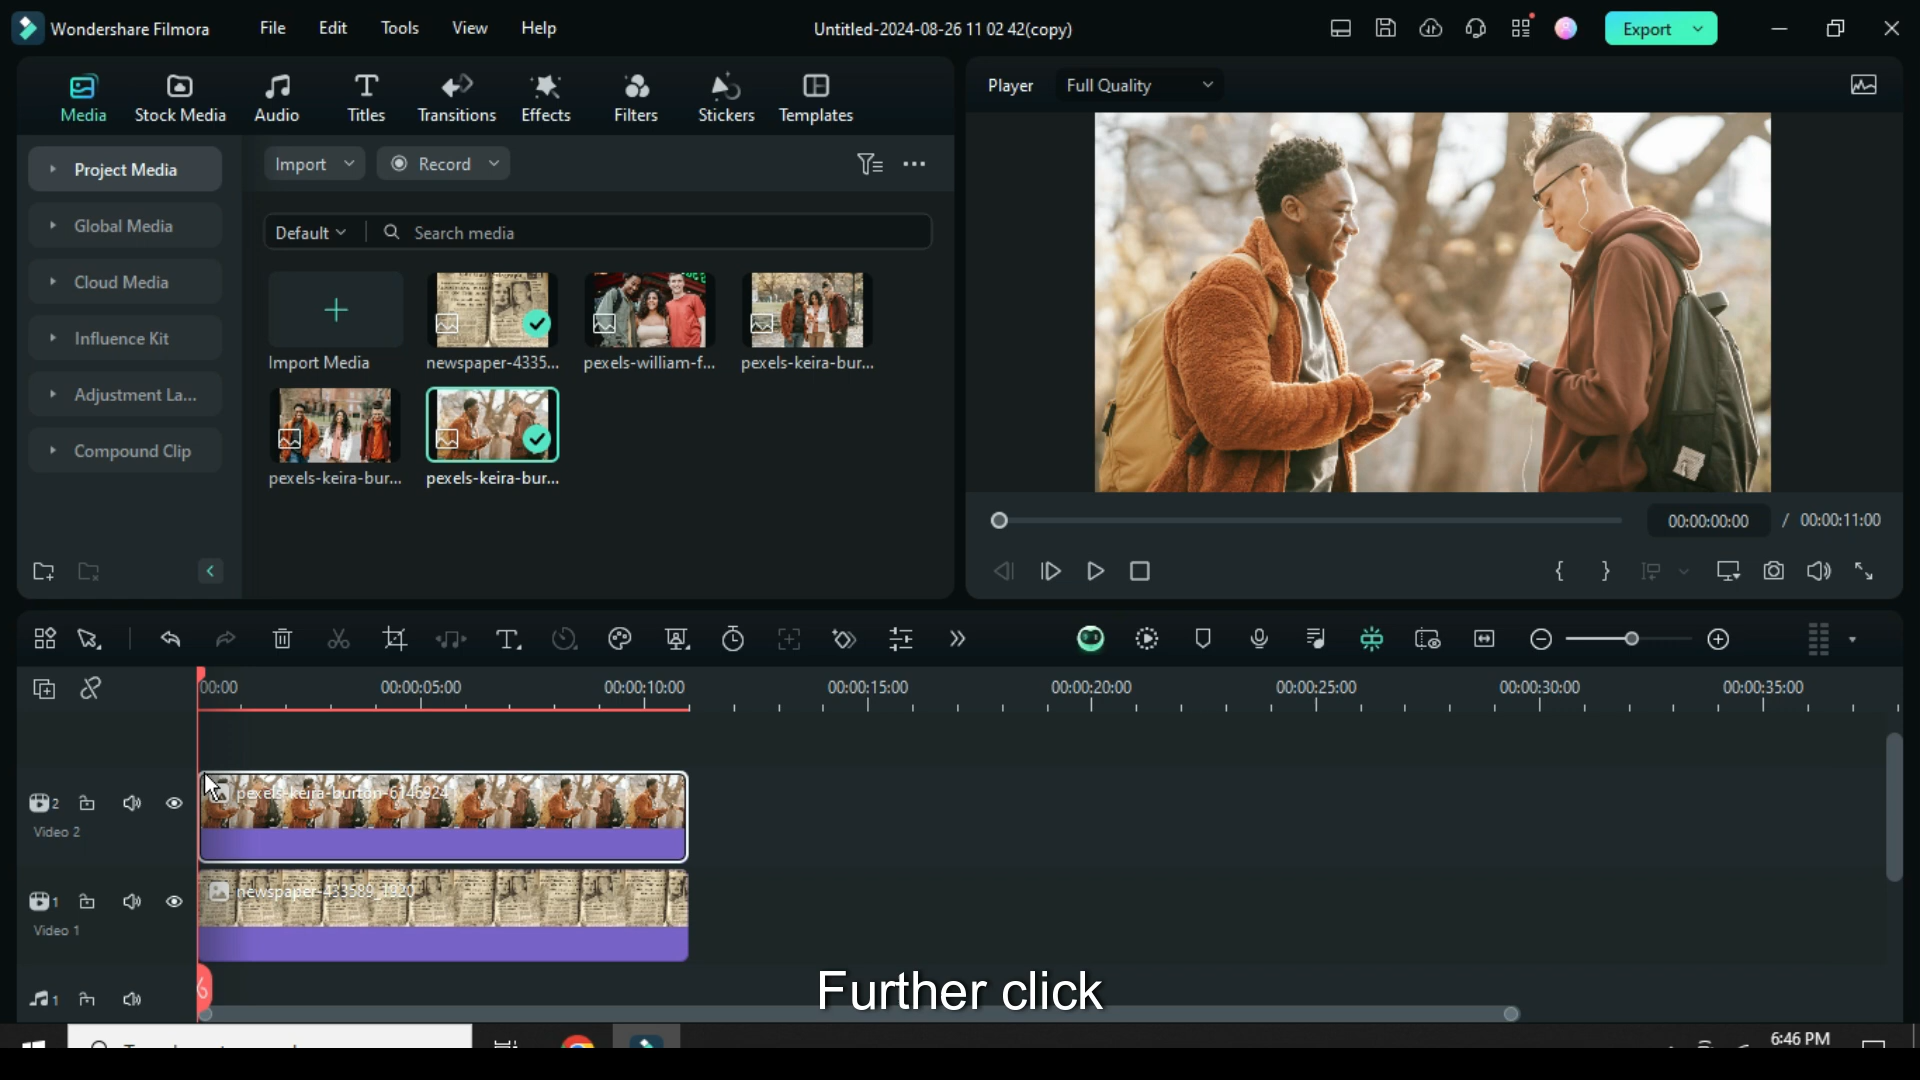 Wondershare Filmora File Edit Tools View Help Untitled-2024-08-26 11 02 42(copy) Export
Media Stock Media Audio Titles Transitions Effects Filters Stickers Templates
Player Full Quality
Project Media
Global Media
Cloud Media
Influence Kit
Adjustment La...
Compound Clip
Import Record
Default Search media
Import Media newspaper-4335... pexels-william-f... pexels-keira-bur...
pexels-keira-bur... pexels-keira-bur...
00:00:00:00 / 00:00:11:00
00:00 00:00:05:00 00:00:10:00 00:00:15:00 00:00:20:00 00:00:25:00 00:00:30:00 00:00:35:00
pexels-keira-burton-6146924
2
Video 2
newspaper-433589_1920
1
Video 1
1
Further click
6:46 PM